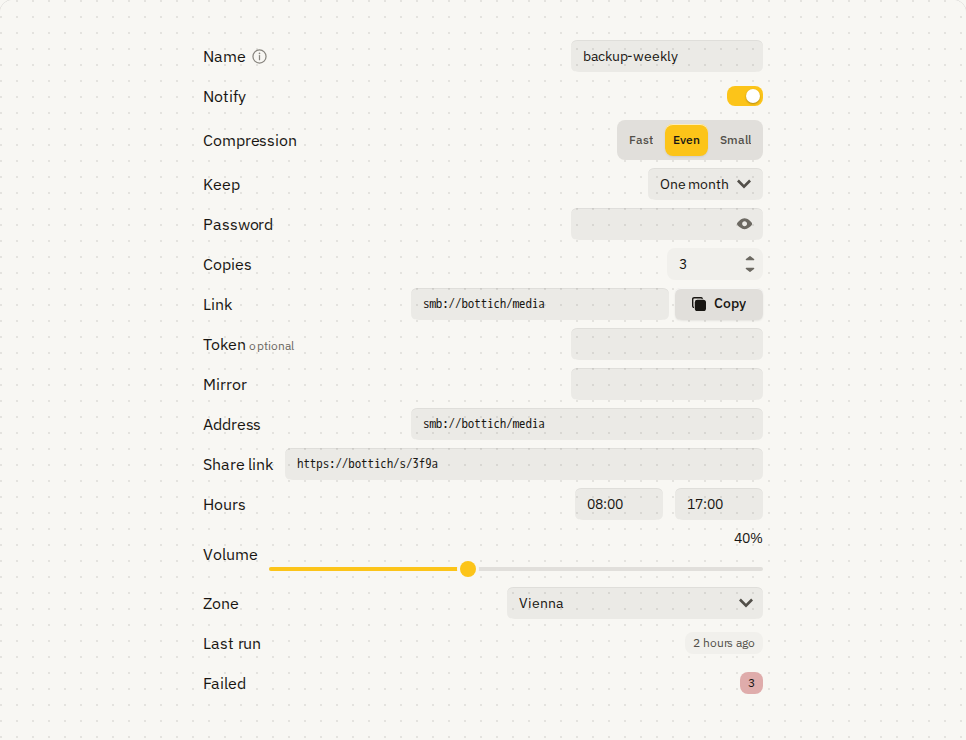 Name backup-weekly
Notify
Compression Fast Even Small
Keep One month
Password
Copies 3
Link smb://bottich/media Copy
Token optional
Mirror
Address smb://bottich/media
Share link https://bottich/s/3f9a
Hours 08:00 17:00
40%
Volume
Zone Vienna
Last run 2 hours ago
Failed 3